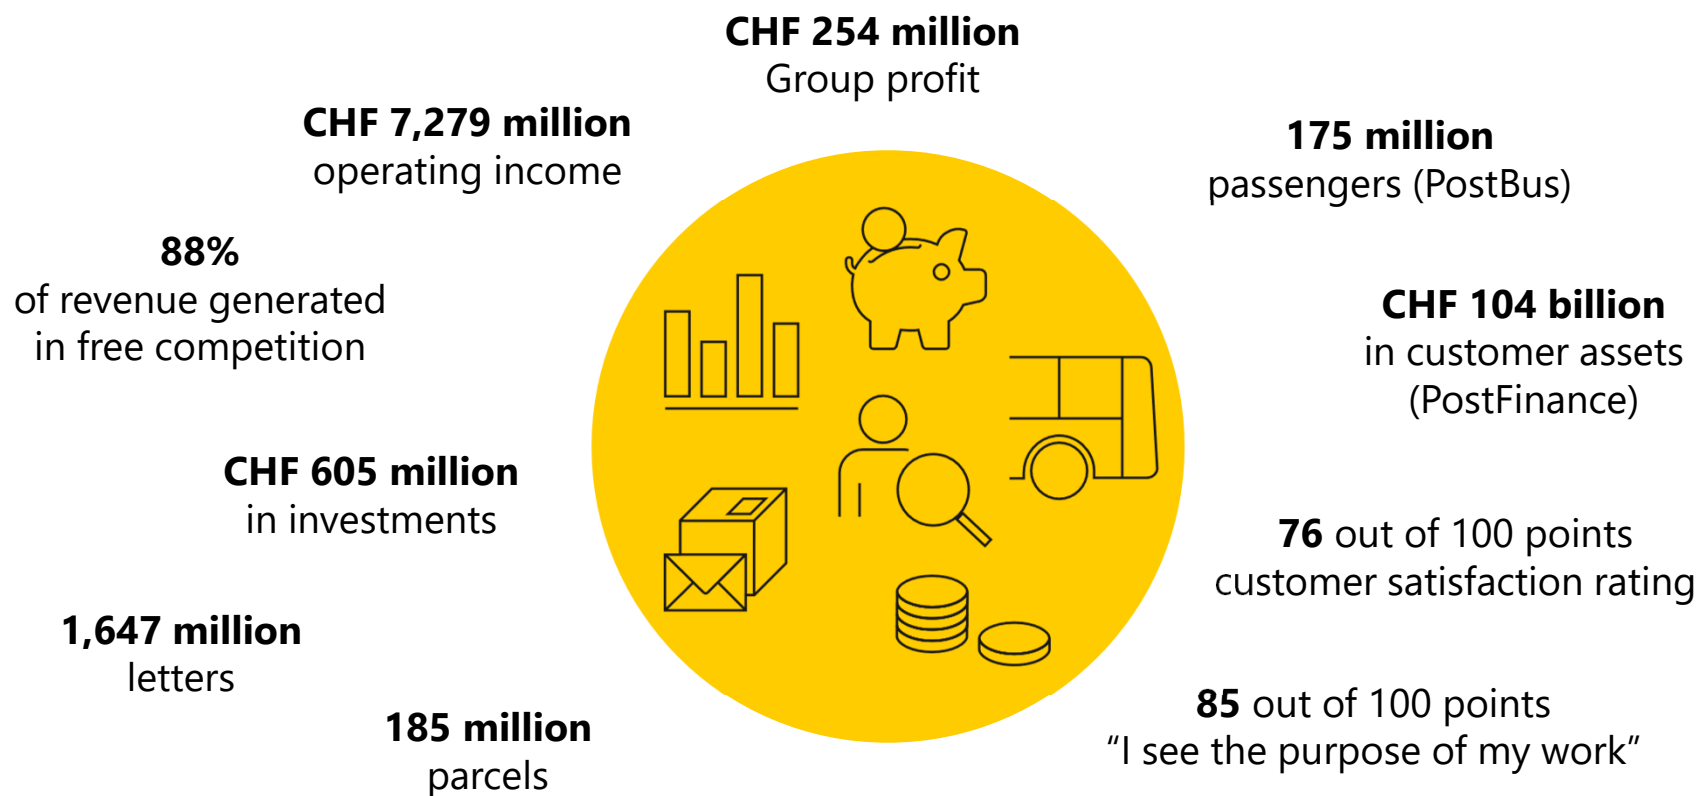 CHF 254 million
Group profit
CHF 7,279 million
operating income
175 million
passengers (PostBus)
88%
of revenue generated
in free competition
CHF 104 billion
in customer assets
(PostFinance)
CHF 605 million
in investments
76 out of 100 points
customer satisfaction rating
1,647 million
letters
85 out of 100 points
“I see the purpose of my work”
185 million
parcels